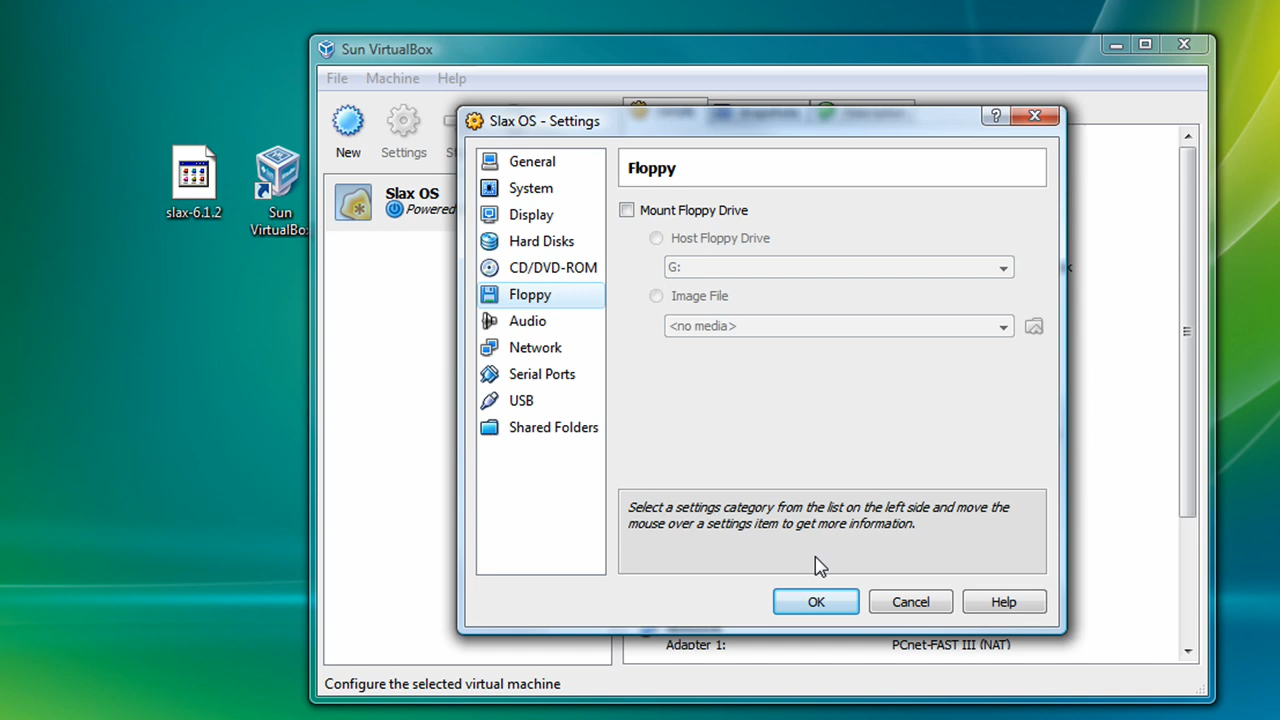 Sun VirtualBox
File Machine Help
New
Settings
slax-6.1.2
Sun
VirtualBo
Slax OS
Powered
Slax OS - Settings
?
General
System
Display
Hard Disks
CD/DVD-ROM
Floppy
Audio
Network
Serial Ports
USB
Shared Folders
Floppy
Mount Floppy Drive
Host Floppy Drive
G:
Image File
<no media>
Select a settings category from the list on the left side and move the
mouse over a settings item to get more information.
OK Cancel Help
Adapter 1: PCnet-FAST III (NAT)
Configure the selected virtual machine